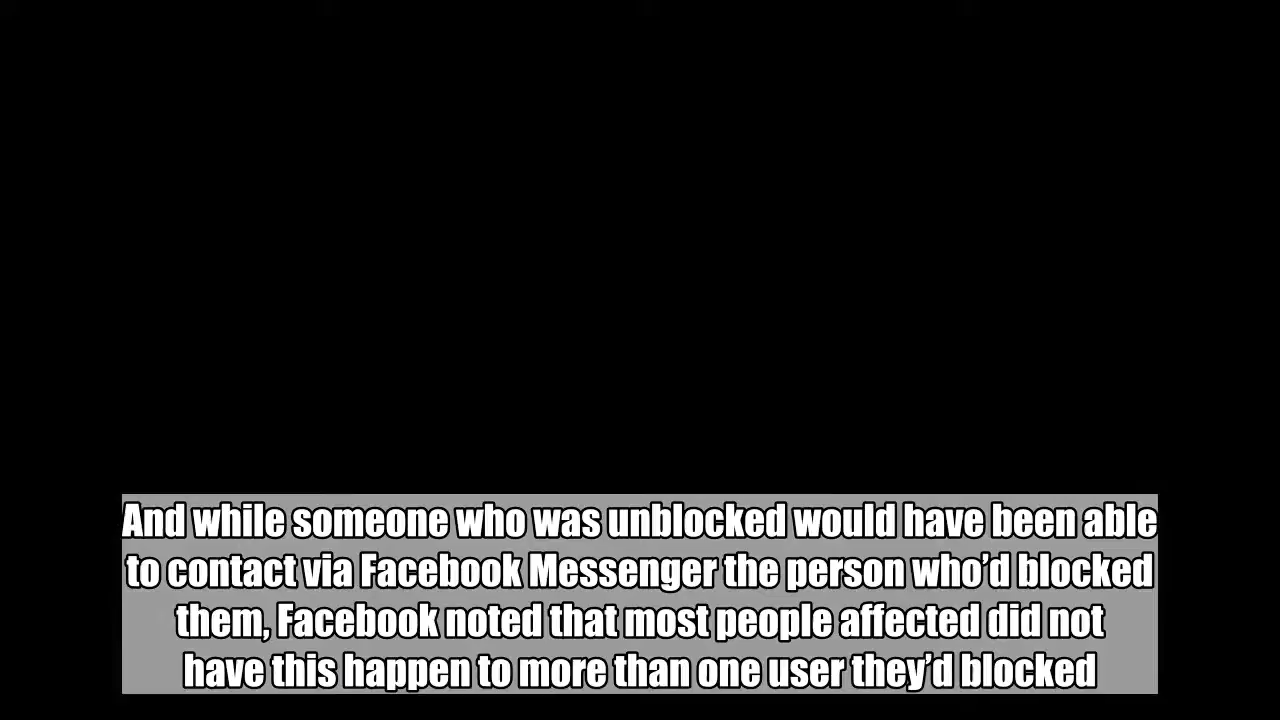 And while someone who was unblocked would have been able
to contact via Facebook Messenger the person who’d blocked
them, Facebook noted that most people affected did not
have this happen to more than one user they’d blocked